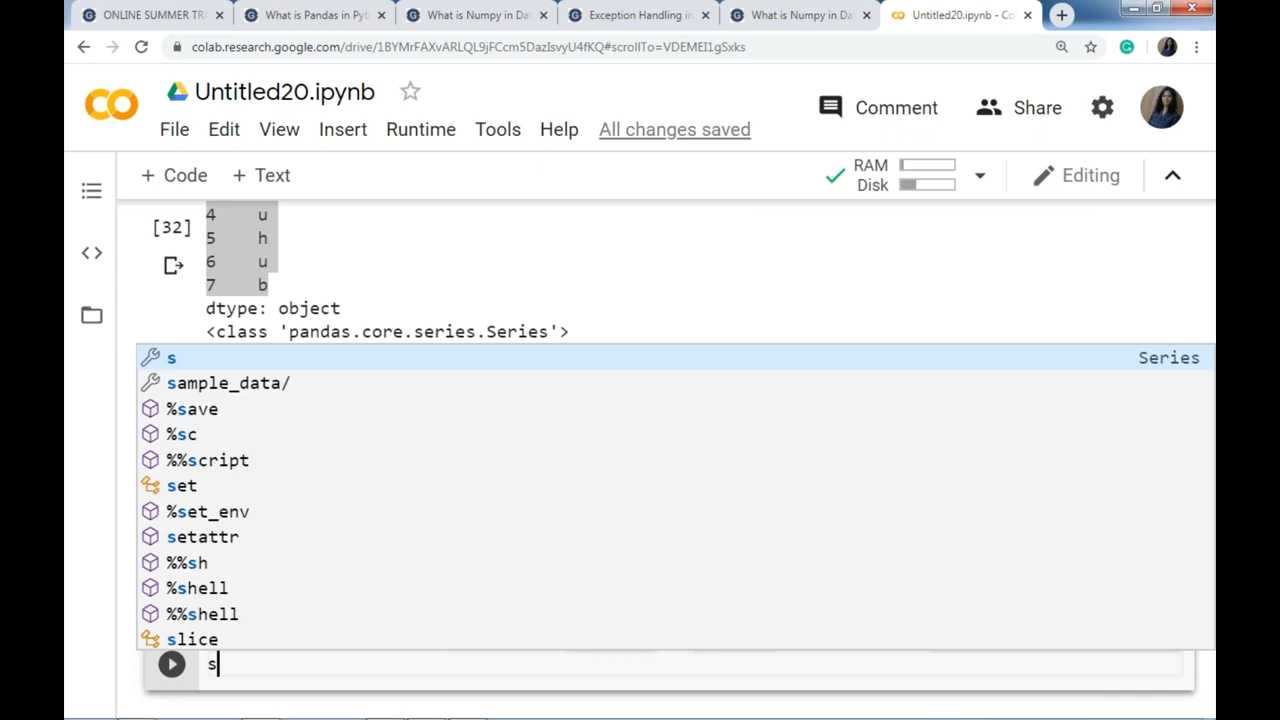 ONLINE SUMMER TRA
What is Pandas in Pyt
What is Numpy in Da
Exception Handling in
What is Numpy in Da
Untitled20.ipynb - Co
colab.research.google.com/drive/1BYMrFAXvARLQL9jFCcm5DazIsvyU4fKQ#scrollTo=VDEMEI1gSxks
Untitled20.ipynb
File Edit View Insert Runtime Tools Help All changes saved
Comment
Share
+ Code + Text
RAM
Disk
Editing
[32]
4 u
5 h
6 u
7 b
dtype: object
<class 'pandas.core.series.Series'>
s Series
sample_data/
%save
%sc
%%script
set
%set_env
setattr
%%sh
%shell
%%shell
slice
s